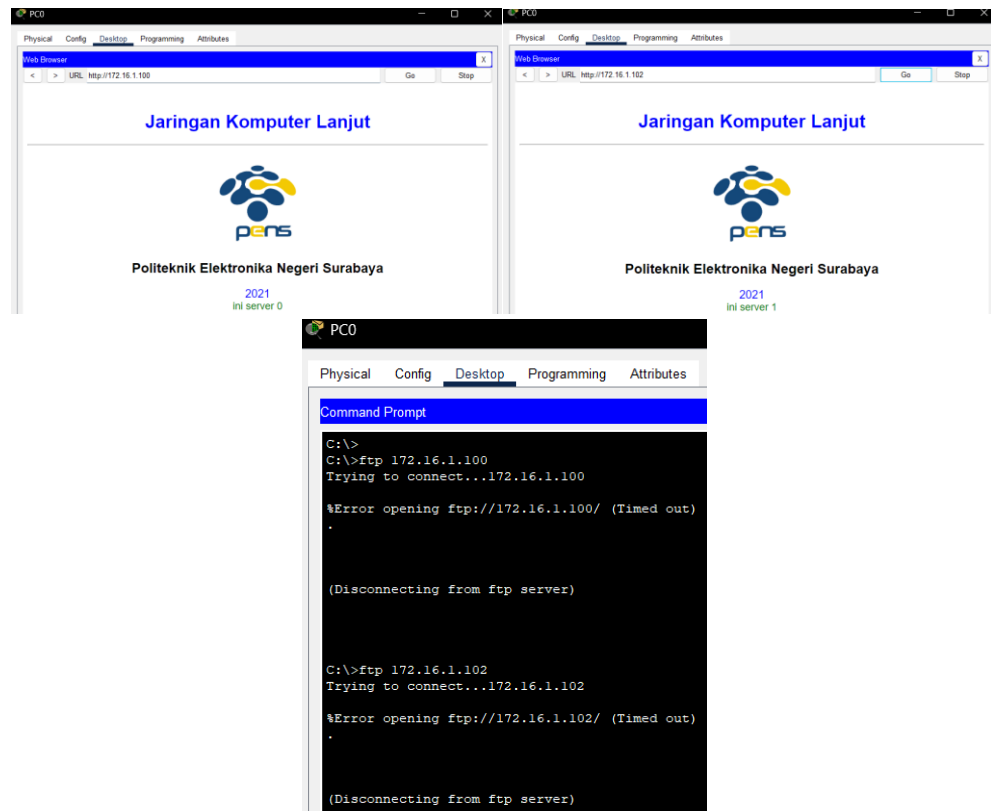 PC0
Physical Config Desktop Programming Attributes
Web Browser X
< > URL http://172.16.1.100 Go Stop
Jaringan Komputer Lanjut
pens
Politeknik Elektronika Negeri Surabaya
2021
ini server 0
PC0
Physical Config Desktop Programming Attributes
Web Browser X
< > URL http://172.16.1.102 Go Stop
Jaringan Komputer Lanjut
pens
Politeknik Elektronika Negeri Surabaya
2021
ini server 1
PC0
Physical Config Desktop Programming Attributes
Command Prompt
C:\>
C:\>ftp 172.16.1.100
Trying to connect...172.16.1.100
%Error opening ftp://172.16.1.100/ (Timed out)
.
(Disconnecting from ftp server)
C:\>ftp 172.16.1.102
Trying to connect...172.16.1.102
%Error opening ftp://172.16.1.102/ (Timed out)
.
(Disconnecting from ftp server)